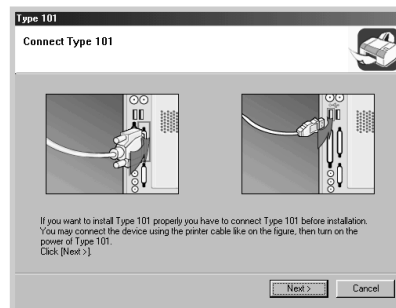 Type 101
Connect Type 101
If you want to install Type 101 properly you have to connect Type 101 before installation.
You may connect the device using the printer cable like on the figure, then turn on the
power of Type 101.
Click [Next >].
Next >
Cancel